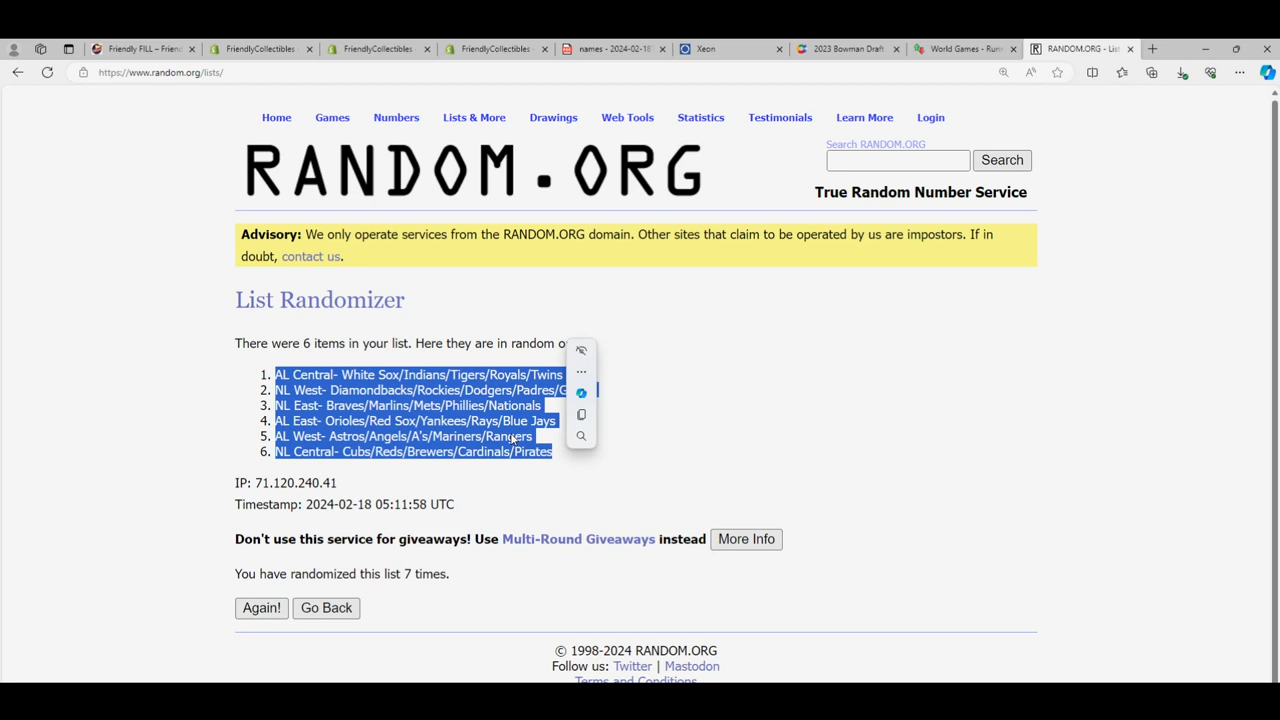 Friendly FILL – Frien
FriendlyCollectibles
FriendlyCollectibles
FriendlyCollectibles
names - 2024-02-18
Xeon
2023 Bowman Draft
World Games - Runn
RANDOM.ORG - List
https://www.random.org/lists/
Home Games Numbers Lists & More Drawings Web Tools Statistics Testimonials Learn More Login
RANDOM.ORG
Search RANDOM.ORG
Search
True Random Number Service
Advisory: We only operate services from the RANDOM.ORG domain. Other sites that claim to be operated by us are impostors. If in
doubt, contact us.
List Randomizer
There were 6 items in your list. Here they are in random o
1. AL Central- White Sox/Indians/Tigers/Royals/Twins
2. NL West- Diamondbacks/Rockies/Dodgers/Padres/G
3. NL East- Braves/Marlins/Mets/Phillies/Nationals
4. AL East- Orioles/Red Sox/Yankees/Rays/Blue Jays
5. AL West- Astros/Angels/A's/Mariners/Rangers
6. NL Central- Cubs/Reds/Brewers/Cardinals/Pirates
IP: 71.120.240.41
Timestamp: 2024-02-18 05:11:58 UTC
Don't use this service for giveaways! Use Multi-Round Giveaways instead More Info
You have randomized this list 7 times.
Again! Go Back
© 1998-2024 RANDOM.ORG
Follow us: Twitter | Mastodon
Terms and Conditions